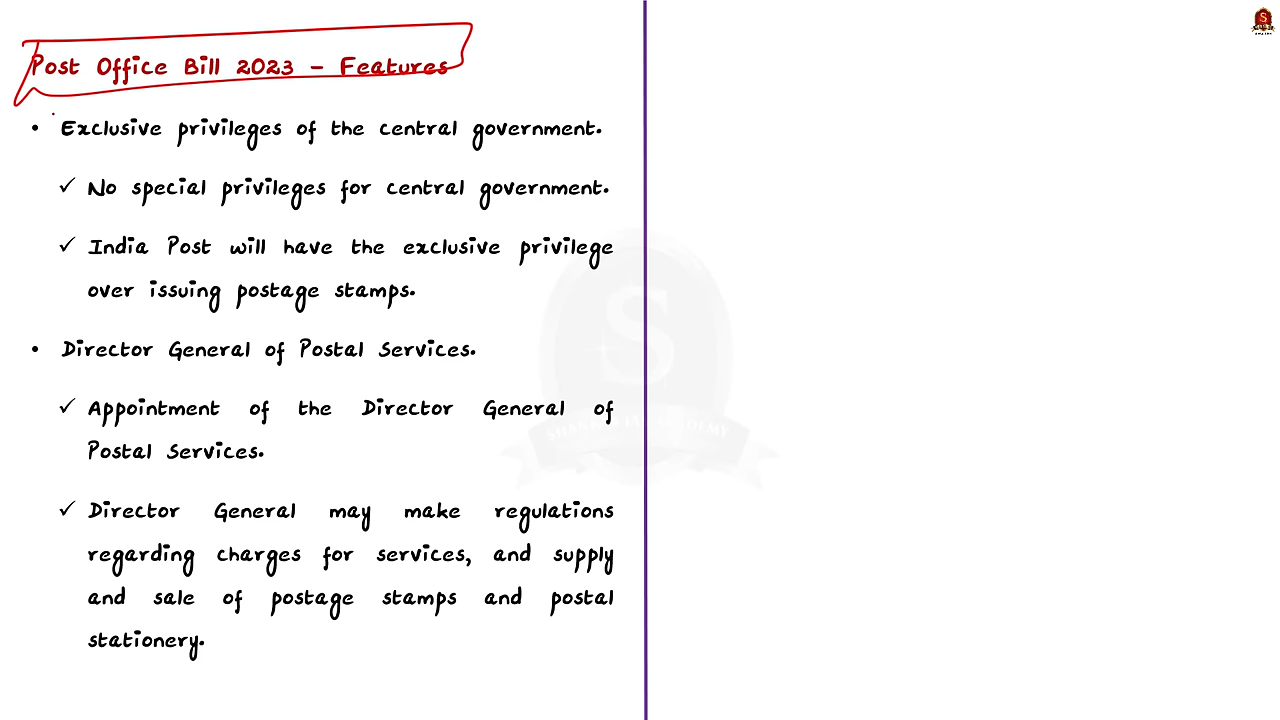 Post Office Bill 2023 – Features
• Exclusive privileges of the central government.
✓ No special privileges for central government.
✓ India Post will have the exclusive privilege
over issuing postage stamps.
• Director General of Postal Services.
✓ Appointment of the Director General of
Postal Services.
✓ Director General may make regulations
regarding charges for services, and supply
and sale of postage stamps and postal
stationery.
S
SHANKAR IAS ACADEMY
S